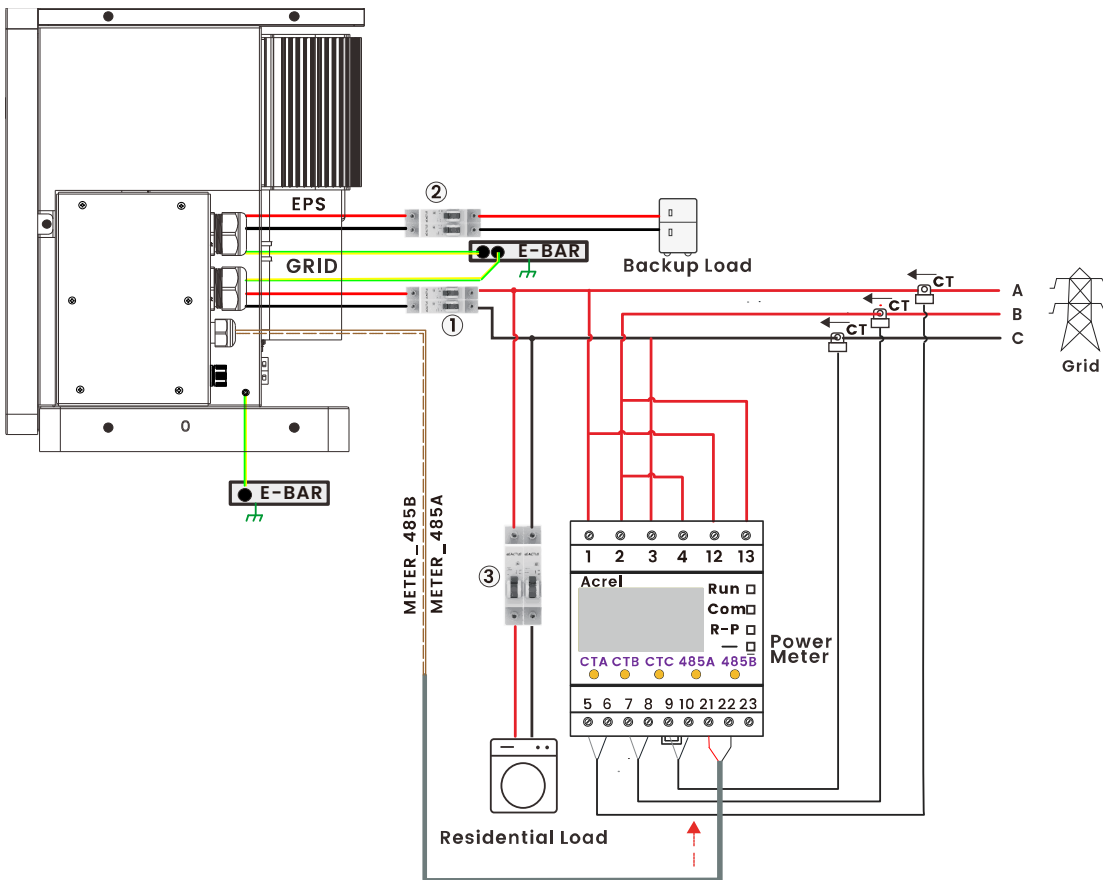 ②
EPS
E-BAR
GRID
Backup Load
①
CT
A
CT
B
CT
C
Grid
0
E-BAR
METER_485B
METER_485A
③
1 2 3 4 12 13
Acrel
Run
Com
R-P
Power
Meter
CTA CTB CTC 485A 485B
5 6 7 8 9 10 21 22 23
Residential Load